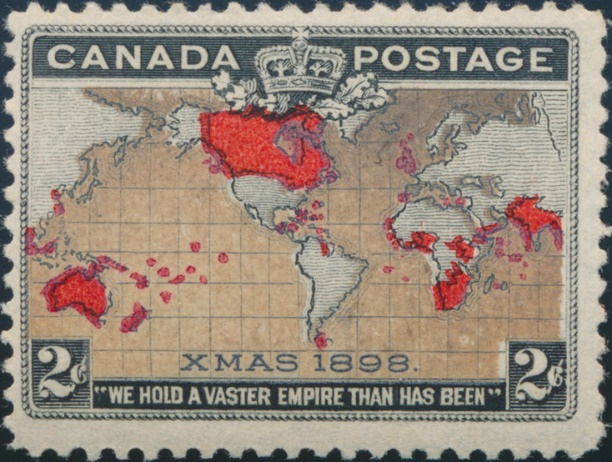 CANADA POSTAGE
XMAS 1898.
2¢ 2¢
"WE HOLD A VASTER EMPIRE THAN HAS BEEN"